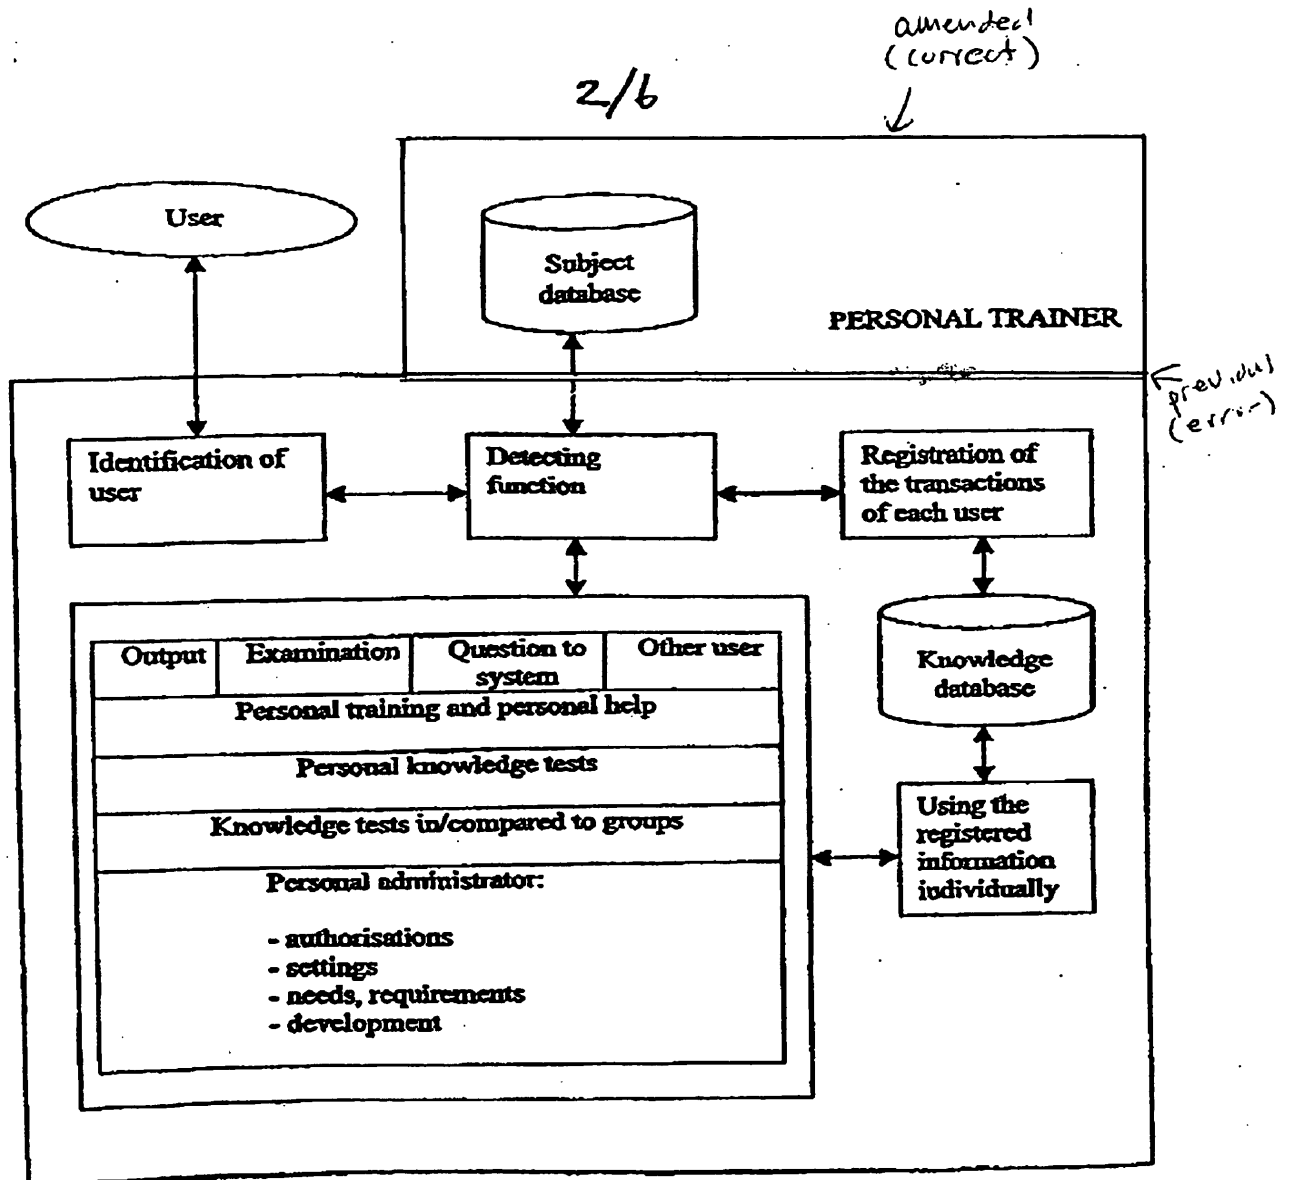 amended
(correct)
2/6
User
Subject
database
PERSONAL TRAINER
previous
(error)
Identification of
user
Detecting
function
Registration of
the transactions
of each user
Output
Examination
Question to
system
Other user
Personal training and personal help
Personal knowledge tests
Knowledge tests in/compared to groups
Personal administrator:
- authorisations
- settings
- needs, requirements
- development
Knowledge
database
Using the
registered
information
individually